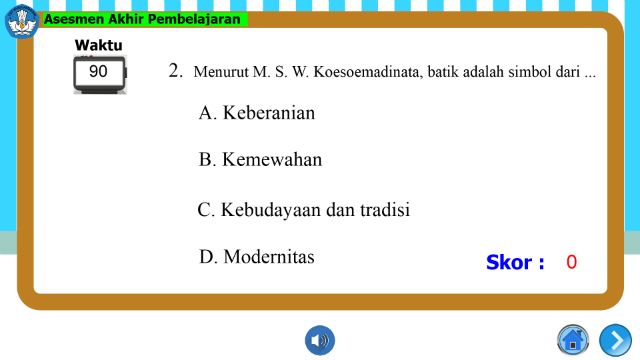 Asesmen Akhir Pembelajaran
Waktu
90
2. Menurut M. S. W. Koesoemadinata, batik adalah simbol dari ...
A. Keberanian
B. Kemewahan
C. Kebudayaan dan tradisi
D. Modernitas
Skor : 0